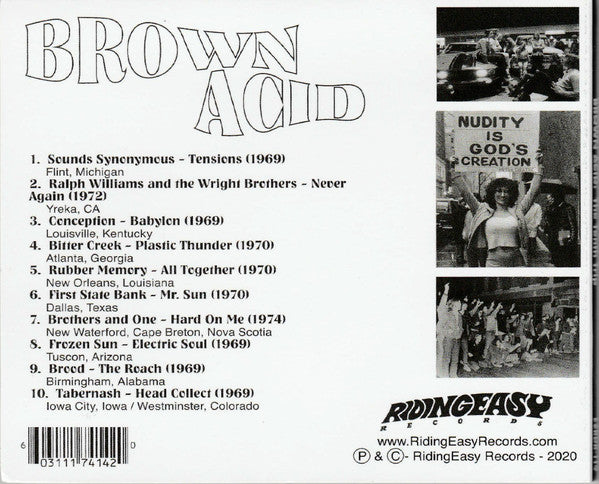 BROWN
ACID
1. Sounds Synonymous - Tensions (1969)
Flint, Michigan
2. Ralph Williams and the Wright Brothers - Never
Again (1972)
Yreka, CA
3. Conception - Babylon (1969)
Louisville, Kentucky
4. Bitter Creek - Plastic Thunder (1970)
Atlanta, Georgia
5. Rubber Memory - All Together (1970)
New Orleans, Louisiana
6. First State Bank - Mr. Sun (1970)
Dallas, Texas
7. Brothers and One - Hard On Me (1974)
New Waterford, Cape Breton, Nova Scotia
8. Frozen Sun - Electric Soul (1969)
Tuscon, Arizona
9. Brood - The Roach (1969)
Birmingham, Alabama
10. Tabernash - Head Collect (1969)
Iowa City, Iowa / Westminster, Colorado
6 03111 74142 0
NUDITY
IS
GOD'S
CREATION
RIDINGEASY
RECORDS
www.RidingEasyRecords.com
Ⓟ & Ⓒ- RidingEasy Records - 2020